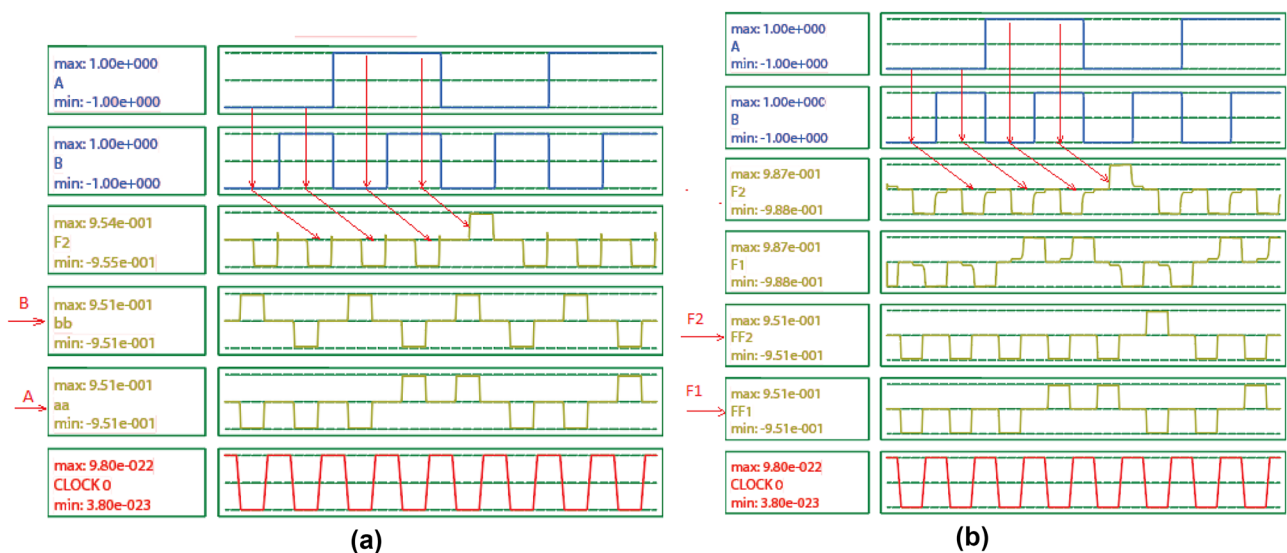 max: 1.00e+000
A
min: -1.00e+000
max: 1.00e+000
B
min: -1.00e+000
max: 9.54e-001
F2
min: -9.55e-001
B
max: 9.51e-001
bb
min: -9.51e-001
A
max: 9.51e-001
aa
min: -9.51e-001
max: 9.80e-022
CLOCK 0
min: 3.80e-023
(a)
max: 1.00e+000
A
min: -1.00e+000
max: 1.00e+000
B
min: -1.00e+000
max: 9.87e-001
F2
min: -9.88e-001
max: 9.87e-001
F1
min: -9.88e-001
F2
max: 9.51e-001
FF2
min: -9.51e-001
F1
max: 9.51e-001
FF1
min: -9.51e-001
max: 9.80e-022
CLOCK 0
min: 3.80e-023
(b)